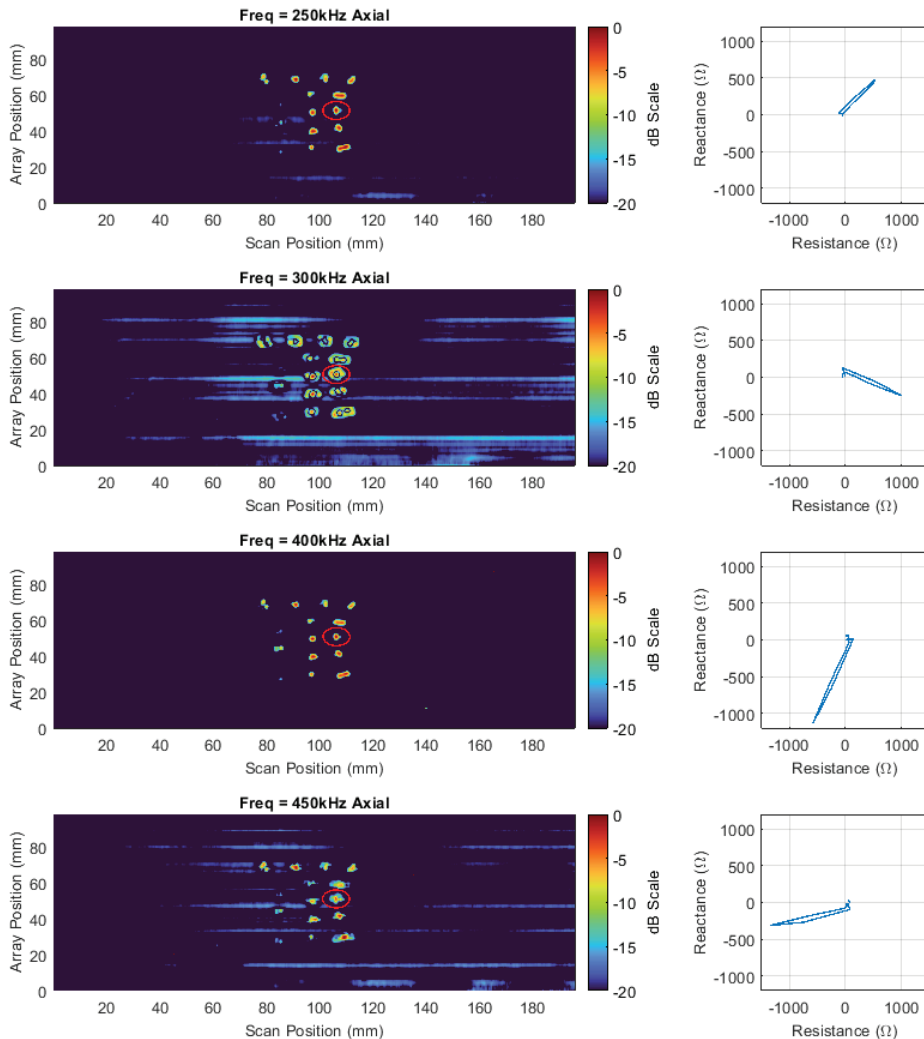 Freq = 250kHz Axial
Array Position (mm)
80
60
40
20
0
20 40 60 80 100 120 140 160 180
Scan Position (mm)
0
-5
-10
-15
-20
dB Scale
Reactance (Ω)
1000
500
0
-500
-1000
-1000 0 1000
Resistance (Ω)
Freq = 300kHz Axial
Array Position (mm)
80
60
40
20
0
20 40 60 80 100 120 140 160 180
Scan Position (mm)
0
-5
-10
-15
-20
dB Scale
Reactance (Ω)
1000
500
0
-500
-1000
-1000 0 1000
Resistance (Ω)
Freq = 400kHz Axial
Array Position (mm)
80
60
40
20
0
20 40 60 80 100 120 140 160 180
Scan Position (mm)
0
-5
-10
-15
-20
dB Scale
Reactance (Ω)
1000
500
0
-500
-1000
-1000 0 1000
Resistance (Ω)
Freq = 450kHz Axial
Array Position (mm)
80
60
40
20
0
20 40 60 80 100 120 140 160 180
Scan Position (mm)
0
-5
-10
-15
-20
dB Scale
Reactance (Ω)
1000
500
0
-500
-1000
-1000 0 1000
Resistance (Ω)